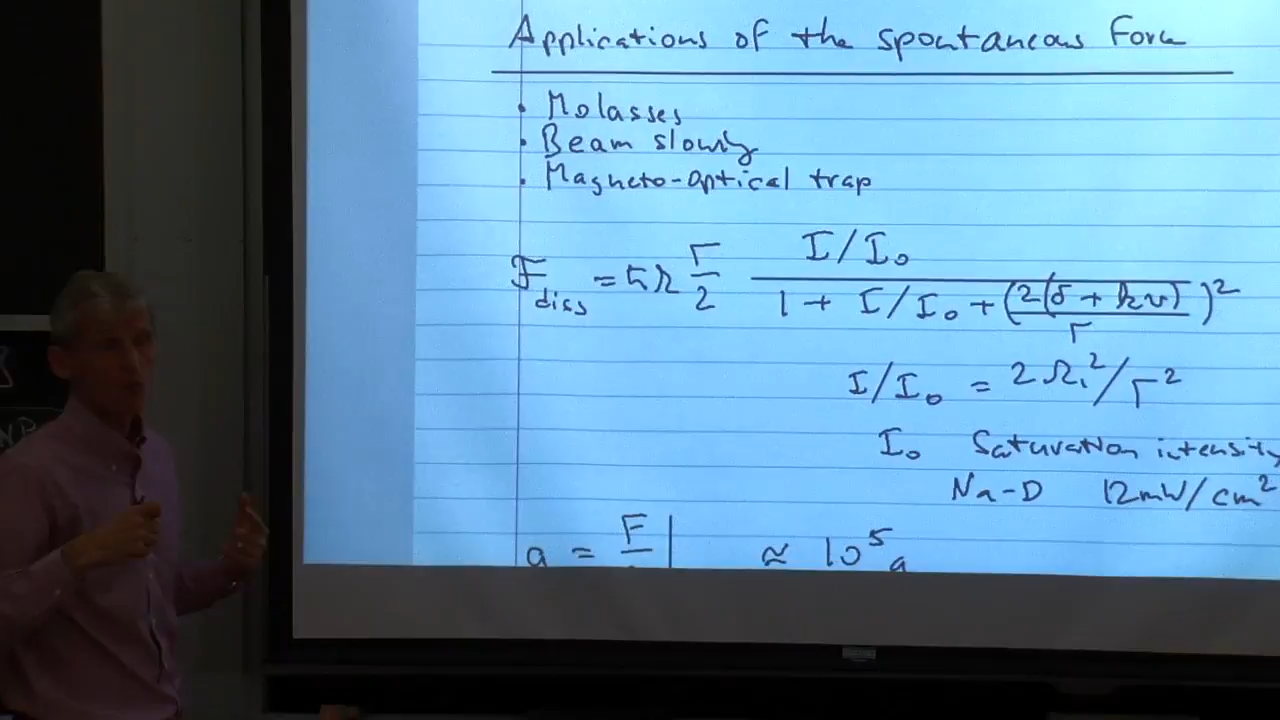 Applications of the spontaneous Force
• Molasses
• Beam slowing
• Magneto-optical trap
F_diss = ħk Γ/2 (I/I₀) / (1 + I/I₀ + (2(δ + kv)/Γ)²)
I/I₀ = 2Ω₁²/Γ²
I₀ Saturation intensity
Na-D 12mW/cm²
a = F | ≈ 10⁵